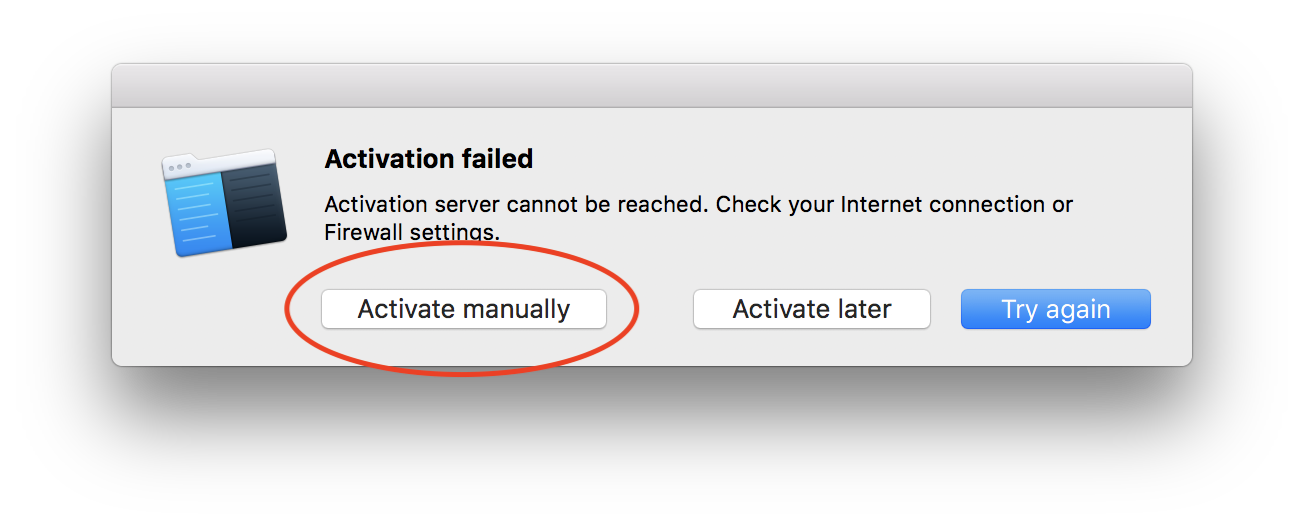 Activation failed
Activation server cannot be reached. Check your Internet connection or
Firewall settings.
Activate manually
Activate later
Try again